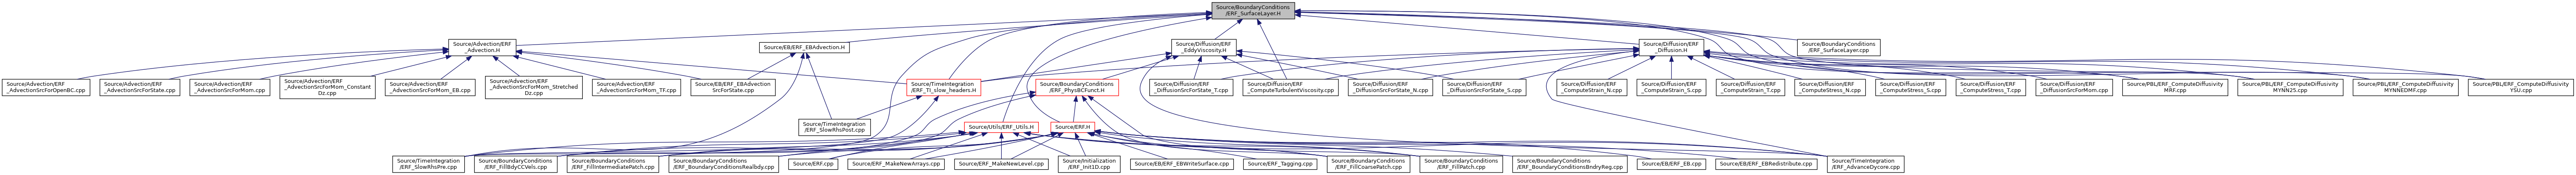 Source/BoundaryConditions
/ERF_SurfaceLayer.H
Source/Advection/ERF
_Advection.H
Source/EB/ERF_EBAdvection.H
Source/Diffusion/ERF
_EddyViscosity.H
Source/Diffusion/ERF
_Diffusion.H
Source/BoundaryConditions
/ERF_SurfaceLayer.cpp
Source/Advection/ERF
_AdvectionSrcForOpenBC.cpp
Source/Advection/ERF
_AdvectionSrcForState.cpp
Source/Advection/ERF
_AdvectionSrcForMom.cpp
Source/Advection/ERF
_AdvectionSrcForMom_Constant
Dz.cpp
Source/Advection/ERF
_AdvectionSrcForMom_EB.cpp
Source/Advection/ERF
_AdvectionSrcForMom_Stretched
Dz.cpp
Source/Advection/ERF
_AdvectionSrcForMom_TF.cpp
Source/EB/ERF_EBAdvection
SrcForState.cpp
Source/TimeIntegration
/ERF_TI_slow_headers.H
Source/BoundaryConditions
/ERF_PhysBCFunct.H
Source/Diffusion/ERF
_DiffusionSrcForState_T.cpp
Source/Diffusion/ERF
_ComputeTurbulentViscosity.cpp
Source/Diffusion/ERF
_DiffusionSrcForState_N.cpp
Source/Diffusion/ERF
_DiffusionSrcForState_S.cpp
Source/Diffusion/ERF
_ComputeStrain_N.cpp
Source/Diffusion/ERF
_ComputeStrain_S.cpp
Source/Diffusion/ERF
_ComputeStrain_T.cpp
Source/Diffusion/ERF
_ComputeStress_N.cpp
Source/Diffusion/ERF
_ComputeStress_S.cpp
Source/Diffusion/ERF
_ComputeStress_T.cpp
Source/Diffusion/ERF
_DiffusionSrcForMom.cpp
Source/PBL/ERF_ComputeDiffusivity
MRF.cpp
Source/PBL/ERF_ComputeDiffusivity
MYNN25.cpp
Source/PBL/ERF_ComputeDiffusivity
MYNNEDMF.cpp
Source/PBL/ERF_ComputeDiffusivity
YSU.cpp
Source/TimeIntegration
/ERF_SlowRhsPost.cpp
Source/Utils/ERF_Utils.H
Source/ERF.H
Source/TimeIntegration
/ERF_SlowRhsPre.cpp
Source/BoundaryConditions
/ERF_FillBdyCCVels.cpp
Source/BoundaryConditions
/ERF_FillIntermediatePatch.cpp
Source/BoundaryConditions
/ERF_BoundaryConditionsRealbdy.cpp
Source/ERF.cpp
Source/ERF_MakeNewArrays.cpp
Source/ERF_MakeNewLevel.cpp
Source/Initialization
/ERF_Init1D.cpp
Source/EB/ERF_EBWriteSurface.cpp
Source/ERF_Tagging.cpp
Source/BoundaryConditions
/ERF_FillCoarsePatch.cpp
Source/BoundaryConditions
/ERF_FillPatch.cpp
Source/BoundaryConditions
/ERF_BoundaryConditionsBndryReg.cpp
Source/EB/ERF_EB.cpp
Source/EB/ERF_EBRedistribute.cpp
Source/TimeIntegration
/ERF_AdvanceDycore.cpp